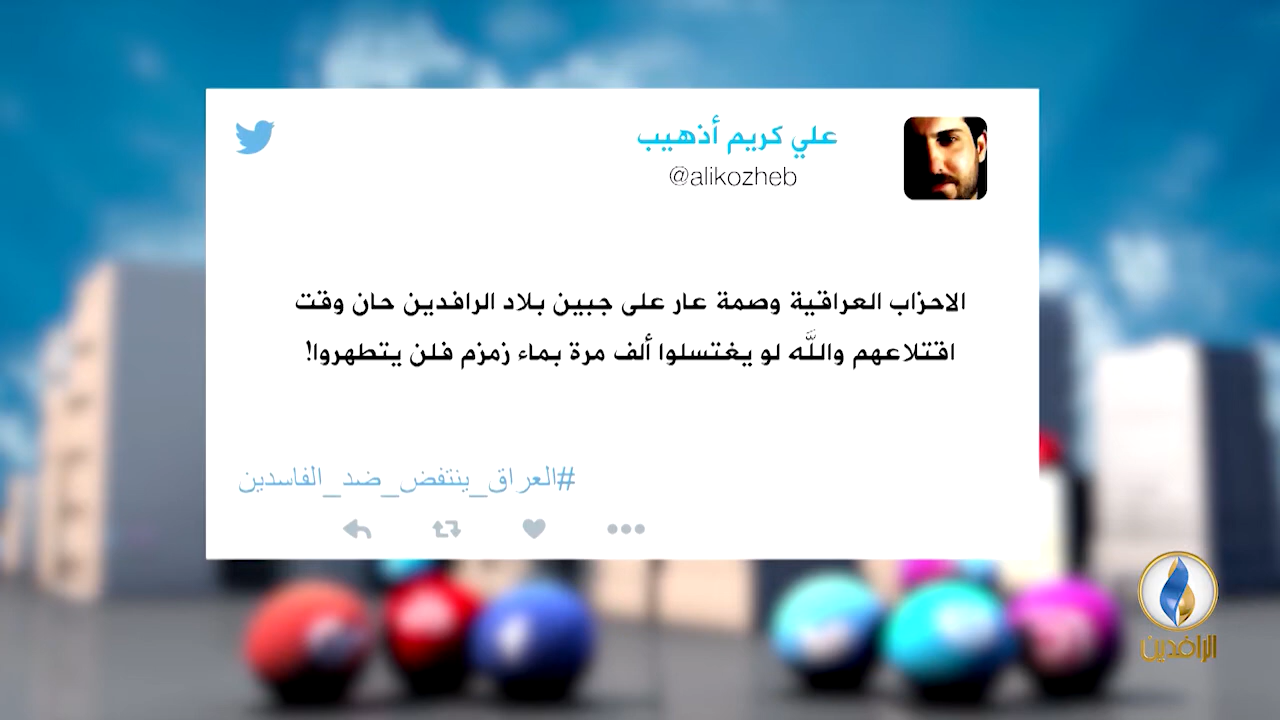 علي كريم أذهيب
@alikozheb
الاحزاب العراقية وصمة عار على جبين بلاد الرافدين حان وقت
اقتلاعهم والله لو يغتسلوا ألف مرة بماء زمزم فلن يتطهروا!
#العراق_ينتفض_ضد_الفاسدين
الرافدين